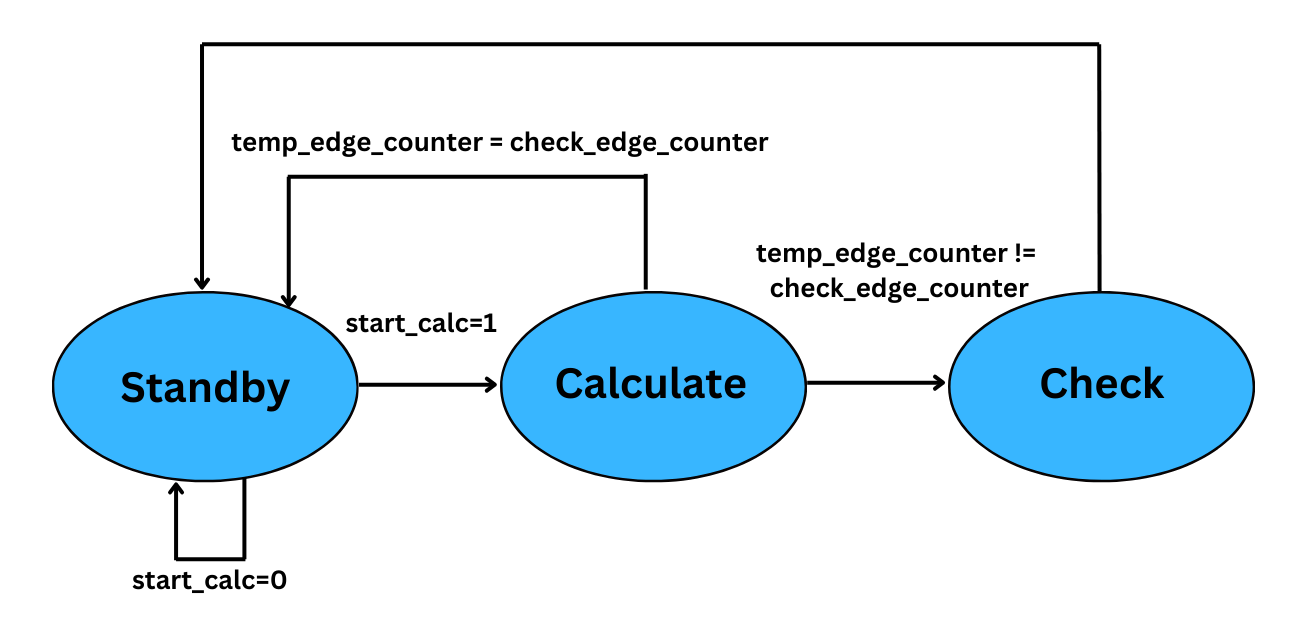 temp_edge_counter = check_edge_counter
temp_edge_counter !=
check_edge_counter
start_calc=1
Standby
Calculate
Check
start_calc=0